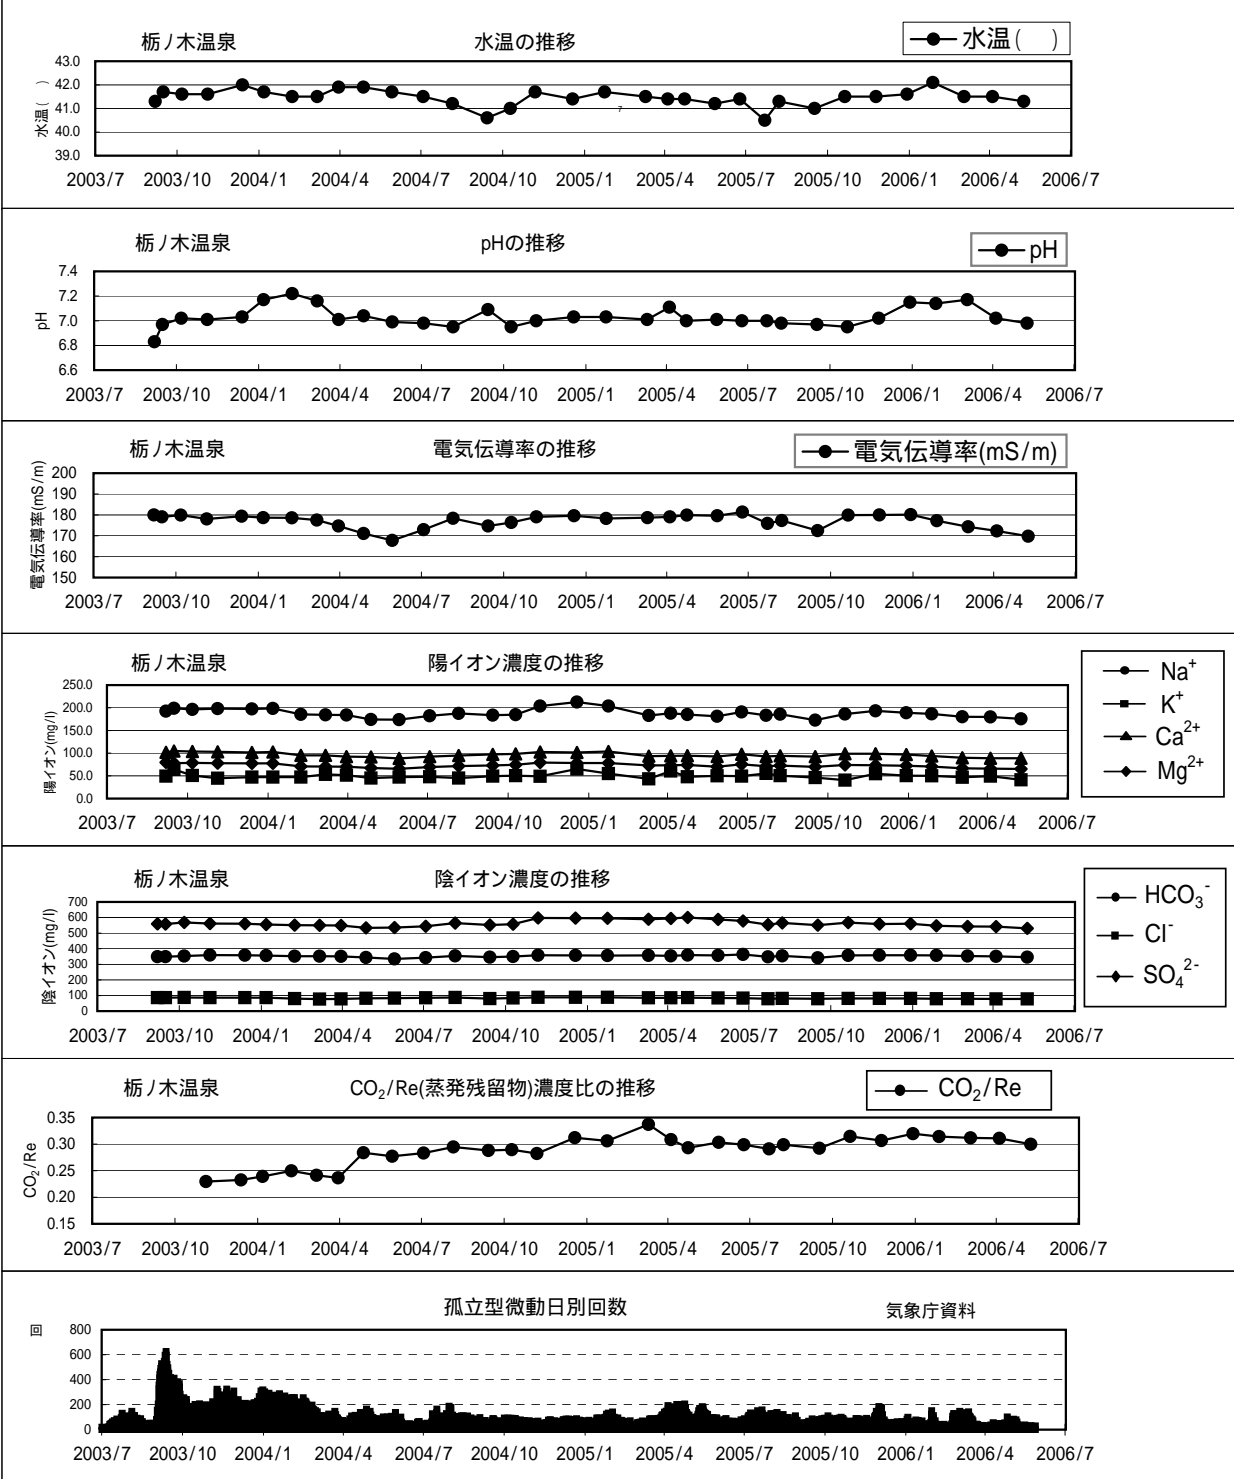 栃ノ木温泉 水温の推移 水温( )
水温( )
43.0
42.0
41.0
40.0
39.0
7
2003/7 2003/10 2004/1 2004/4 2004/7 2004/10 2005/1 2005/4 2005/7 2005/10 2006/1 2006/4 2006/7
栃ノ木温泉 pHの推移 pH
pH
7.4
7.2
7.0
6.8
6.6
2003/7 2003/10 2004/1 2004/4 2004/7 2004/10 2005/1 2005/4 2005/7 2005/10 2006/1 2006/4 2006/7
栃ノ木温泉 電気伝導率の推移 電気伝導率(mS/m)
電気伝導率(mS/m)
200
190
180
170
160
150
2003/7 2003/10 2004/1 2004/4 2004/7 2004/10 2005/1 2005/4 2005/7 2005/10 2006/1 2006/4 2006/7
栃ノ木温泉 陽イオン濃度の推移
Na⁺
K⁺
Ca²⁺
Mg²⁺
陽イオン(mg/l)
250.0
200.0
150.0
100.0
50.0
0.0
2003/7 2003/10 2004/1 2004/4 2004/7 2004/10 2005/1 2005/4 2005/7 2005/10 2006/1 2006/4 2006/7
栃ノ木温泉 陰イオン濃度の推移
HCO₃⁻
Cl⁻
SO₄²⁻
陰イオン(mg/l)
700
600
500
400
300
200
100
0
2003/7 2003/10 2004/1 2004/4 2004/7 2004/10 2005/1 2005/4 2005/7 2005/10 2006/1 2006/4 2006/7
栃ノ木温泉 CO₂/Re(蒸発残留物)濃度比の推移 CO₂/Re
CO₂/Re
0.35
0.30
0.25
0.20
0.15
2003/7 2003/10 2004/1 2004/4 2004/7 2004/10 2005/1 2005/4 2005/7 2005/10 2006/1 2006/4 2006/7
孤立型微動日別回数 気象庁資料
回
800
600
400
200
0
2003/7 2003/10 2004/1 2004/4 2004/7 2004/10 2005/1 2005/4 2005/7 2005/10 2006/1 2006/4 2006/7